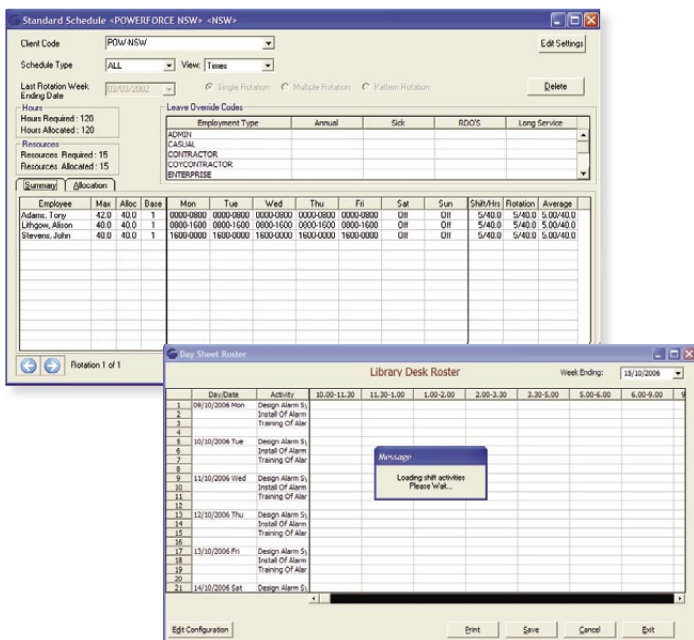 Standard Schedule <POWERFORCE NSW> <NSW>
Client Code POW-NSW Edit Settings
Schedule Type ALL View: Times
Last Rotation Week Ending Date 03/03/2002 Single Rotation Multiple Rotation Pattern Rotation Delete
Hours
Hours Required : 120
Hours Allocated : 120
Resources
Resources Required : 15
Resources Allocated : 15
Leave Override Codes
Employment Type Annual Sick RDO'S Long Service
ADMIN
CASUAL
CONTRACTOR
COYCONTRACTOR
ENTERPRISE
Summary Allocation
Employee Max Alloc Base Mon Tue Wed Thu Fri Sat Sun Shift/Hrs Rotation Average
Adams, Tony 42.0 40.0 1 0000-0800 0000-0800 0000-0800 0000-0800 0000-0800 Off Off 5/40.0 5/40.0 5.00/40.0
Lithgow, Alison 40.0 40.0 1 0800-1600 0800-1600 0800-1600 0800-1600 0800-1600 Off Off 5/40.0 5/40.0 5.00/40.0
Stevens, John 40.0 40.0 1 1600-0000 1600-0000 1600-0000 1600-0000 1600-0000 Off Off 5/40.0 5/40.0 5.00/40.0
Rotation 1 of 1
Day Sheet Roster
Library Desk Roster Week Ending: 15/10/2006
Day/Date Activity 10.00-11.30 11.30-1.00 1.00-2.00 2.00-3.30 3.30-5.00 5.00-6.00 6.00-9.00 9
1 09/10/2006 Mon Design Alarm Sy
2 Install Of Alarm
3 Training Of Alar
4
5 10/10/2006 Tue Design Alarm Sy
6 Install Of Alarm
7 Training Of Alar
8
9 11/10/2006 Wed Design Alarm Sy
10 Install Of Alarm
11 Training Of Alar
12
13 12/10/2006 Thu Design Alarm Sy
14 Install Of Alarm
15 Training Of Alar
16
17 13/10/2006 Fri Design Alarm Sy
18 Install Of Alarm
19 Training Of Alar
20
21 14/10/2006 Sat Design Alarm Sy
Message
Loading shift activities
Please Wait...
Edit Configuration Print Save Cancel Exit